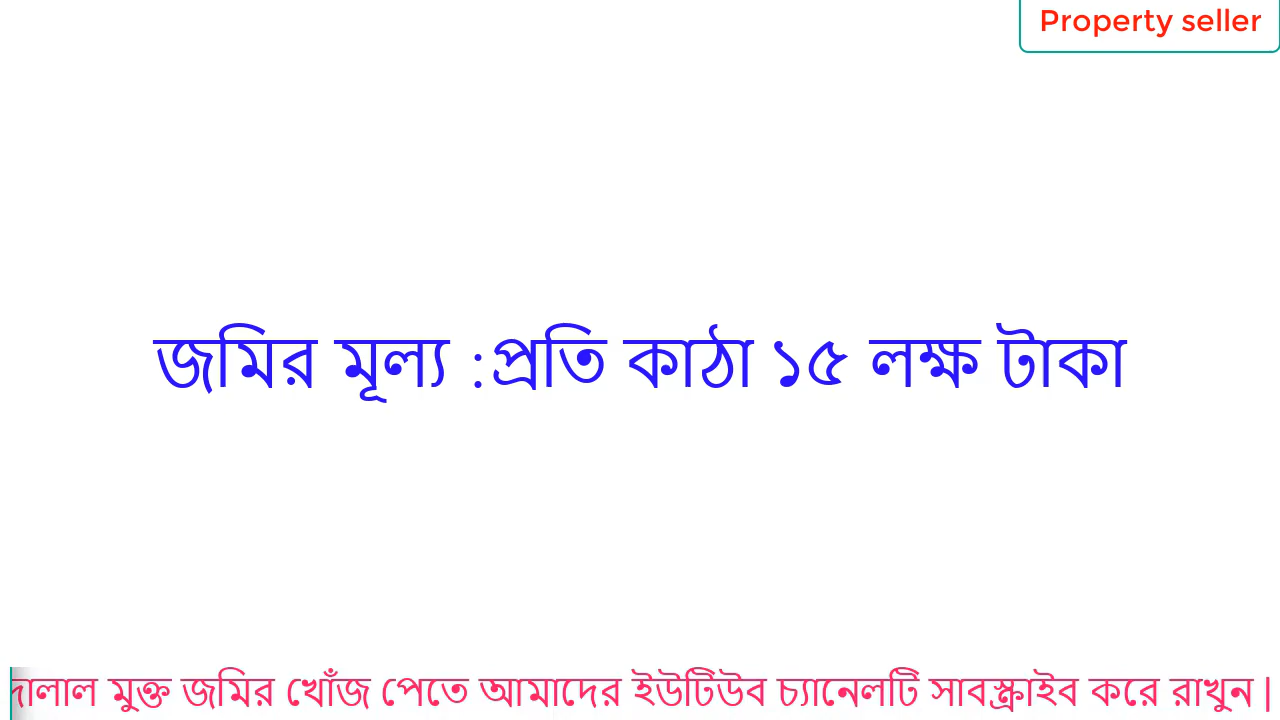 Property seller
জমির মূল্য :প্রতি কাঠা ১৫ লক্ষ টাকা
দালাল মুক্ত জমির খোঁজ পেতে আমাদের ইউটিউব চ্যানেলটি সাবস্ক্রাইব করে রাখুন |